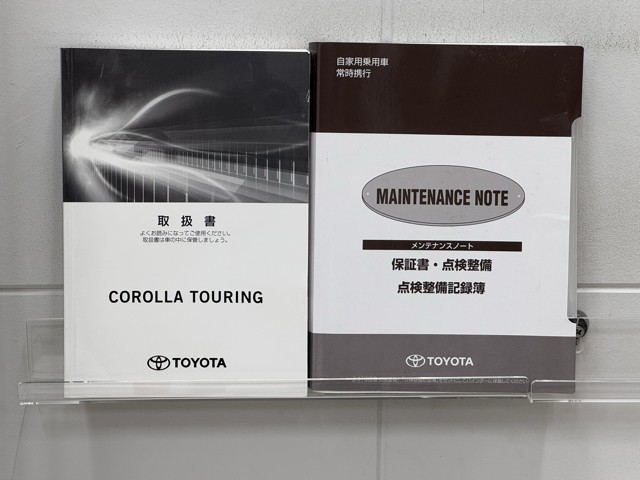 取扱書
よくお読みになってご使用ください。
取扱書は車の中に保管しましょう。
COROLLA TOURING
TOYOTA
自家用乗用車
常時携行
MAINTENANCE NOTE
メンテナンスノート
保証書・点検整備
点検整備記録簿
TOYOTA